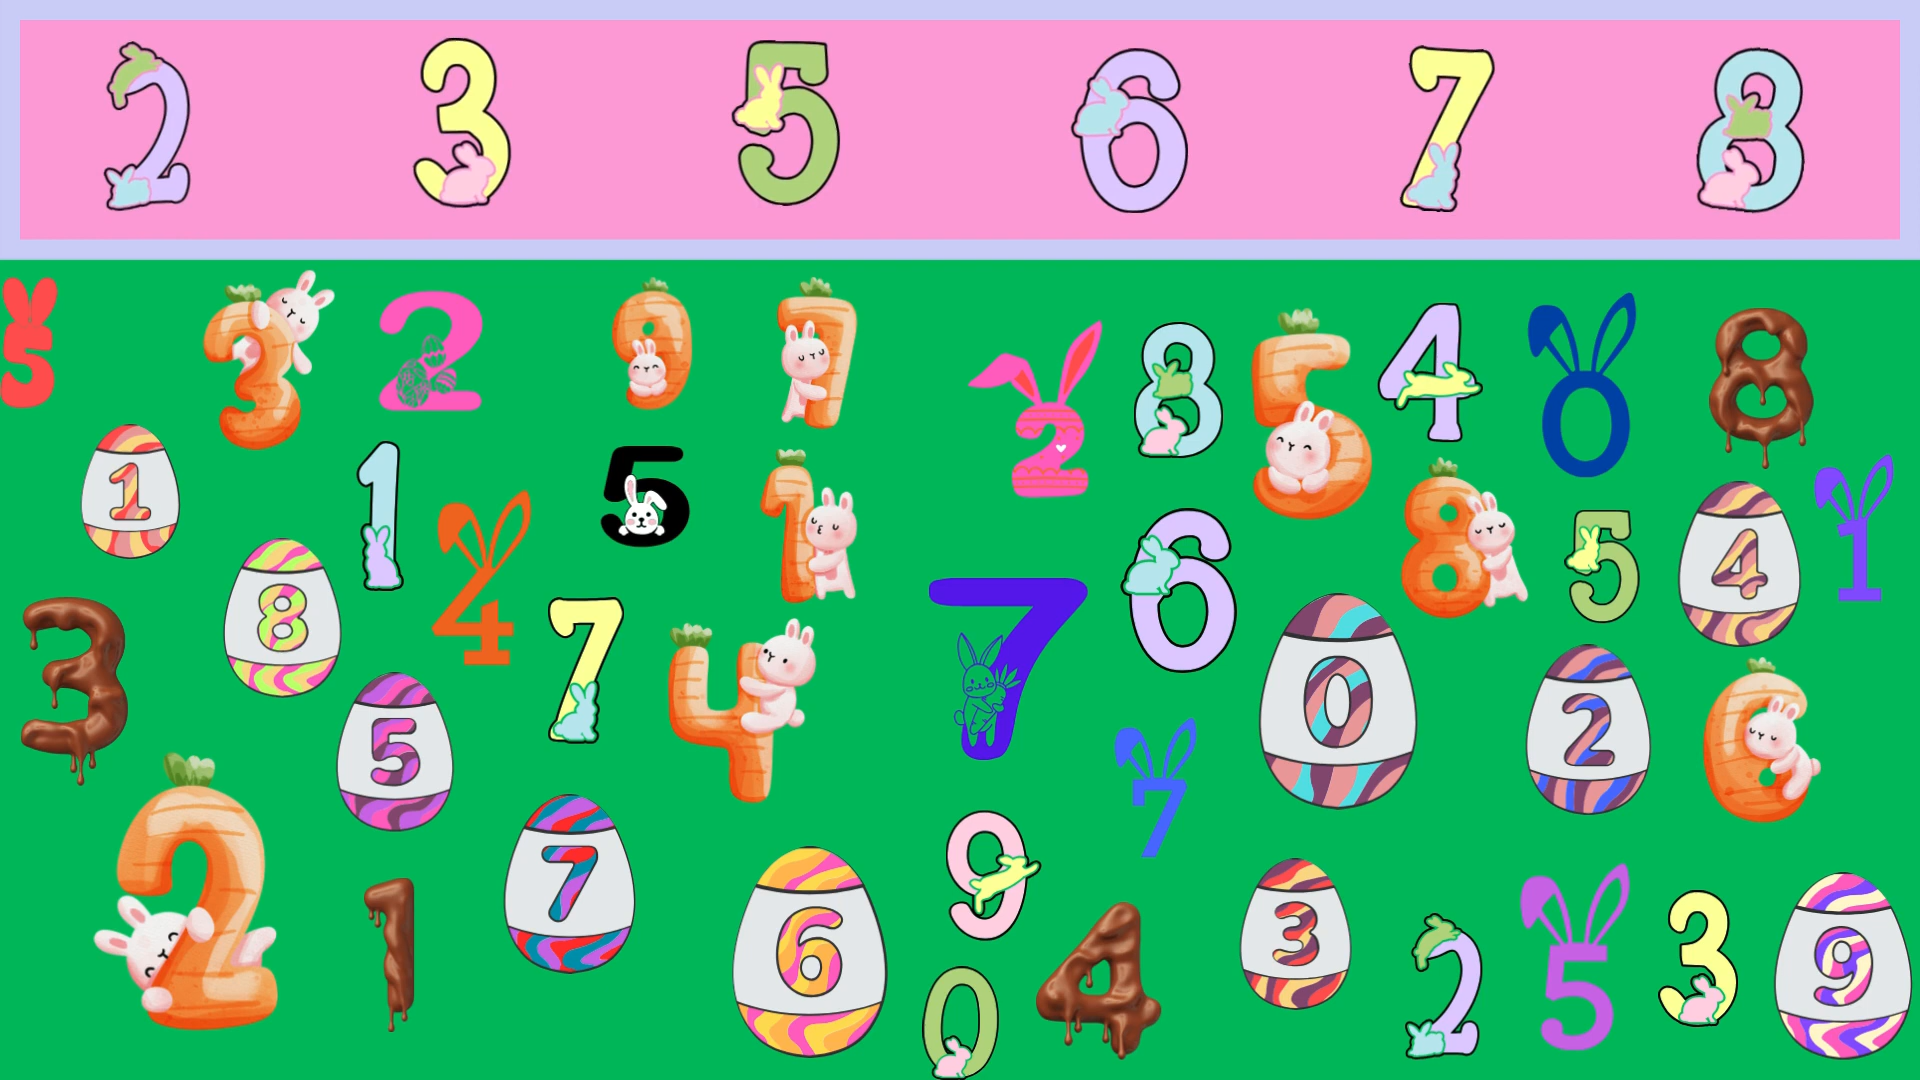 2 3 5 6 7 8
5 3 2 9 7 2 8 5 4 0 8
1 1 4 5 1 6 8 5 4 1
3 8 5 7 4 7 7 0 2 6
2 1 7 6 9 0 4 3 2 5 3 9